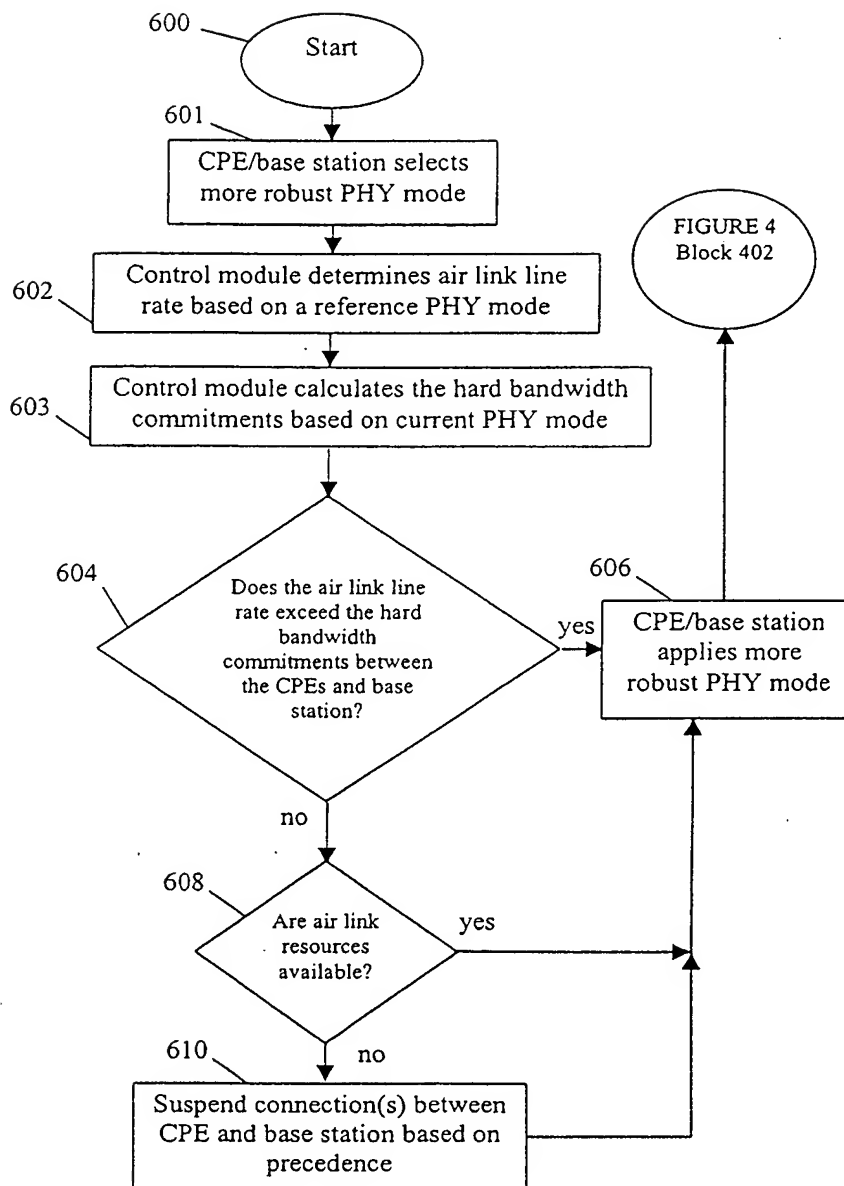 600
Start
601
CPE/base station selects
more robust PHY mode
FIGURE 4
Block 402
602
Control module determines air link line
rate based on a reference PHY mode
603
Control module calculates the hard bandwidth
commitments based on current PHY mode
604
Does the air link line
rate exceed the hard
bandwidth
commitments between
the CPEs and base
station?
yes
606
CPE/base station
applies more
robust PHY mode
no
608
Are air link
resources
available?
yes
no
610
Suspend connection(s) between
CPE and base station based on
precedence